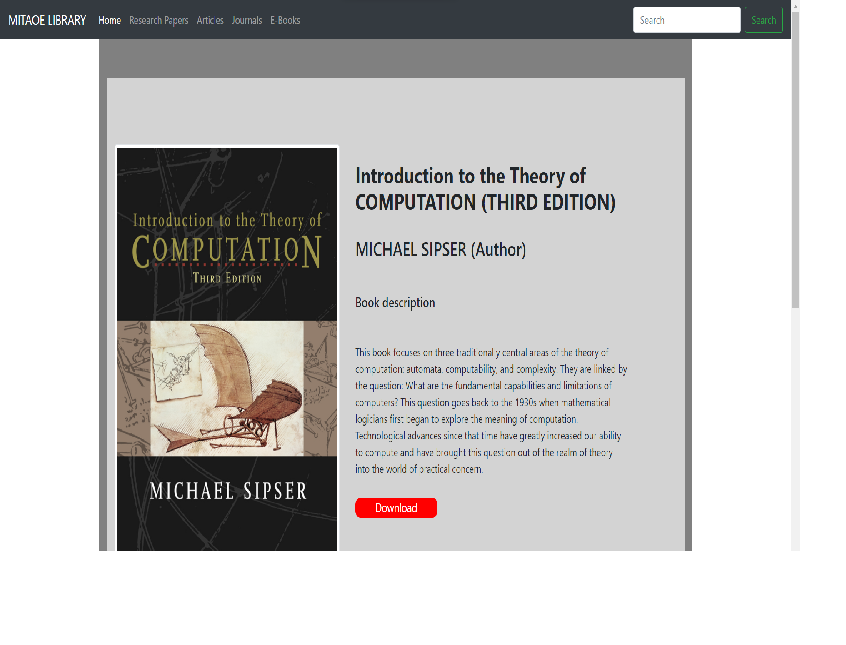 MITAOE LIBRARY Home Research Papers Articles Journals E-Books Search Search
Introduction to the Theory of
COMPUTATION
THIRD EDITION
MICHAEL SIPSER
Introduction to the Theory of
COMPUTATION (THIRD EDITION)
MICHAEL SIPSER (Author)
Book description
This book focuses on three traditionally central areas of the theory of
computation: automata, computability, and complexity. They are linked by
the question: What are the fundamental capabilities and limitations of
computers? This question goes back to the 1930s when mathematical
logicians first began to explore the meaning of computation.
Technological advances since that time have greatly increased our ability
to compute and have brought this question out of the realm of theory
into the world of practical concern.
Download